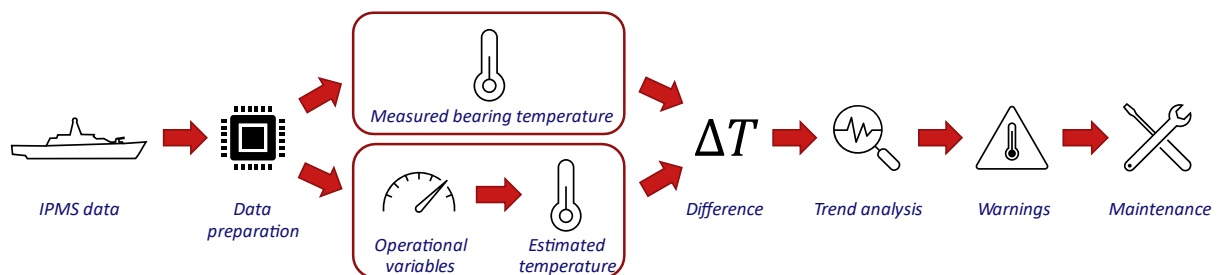 Measured bearing temperature
ΔT
IPMS data
Data
preparation
Operational
variables
Estimated
temperature
Difference
Trend analysis
Warnings
Maintenance